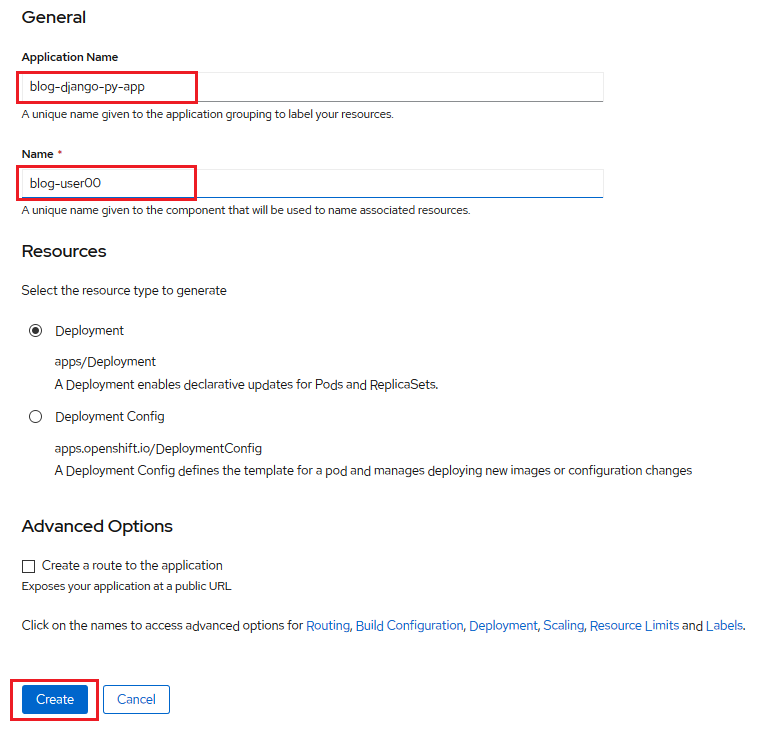 General
Application Name
blog-django-py-app
A unique name given to the application grouping to label your resources.
Name *
blog-user00
A unique name given to the component that will be used to name associated resources.
Resources
Select the resource type to generate
Deployment
apps/Deployment
A Deployment enables declarative updates for Pods and ReplicaSets.
Deployment Config
apps.openshift.io/DeploymentConfig
A Deployment Config defines the template for a pod and manages deploying new images or configuration changes
Advanced Options
Create a route to the application
Exposes your application at a public URL
Click on the names to access advanced options for Routing, Build Configuration, Deployment, Scaling, Resource Limits and Labels.
Create Cancel